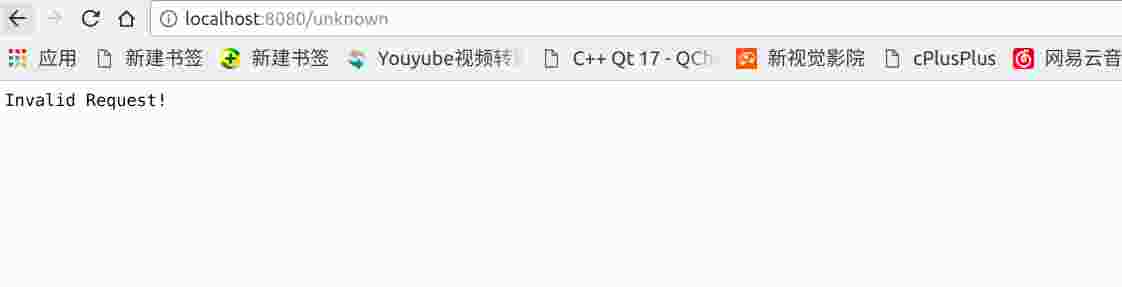 localhost:8080/unknown
应用 新建书签 新建书签 Youyube视频转 C++ Qt 17 - QCh 新视觉影院 cPlusPlus 网易云音
Invalid Request!